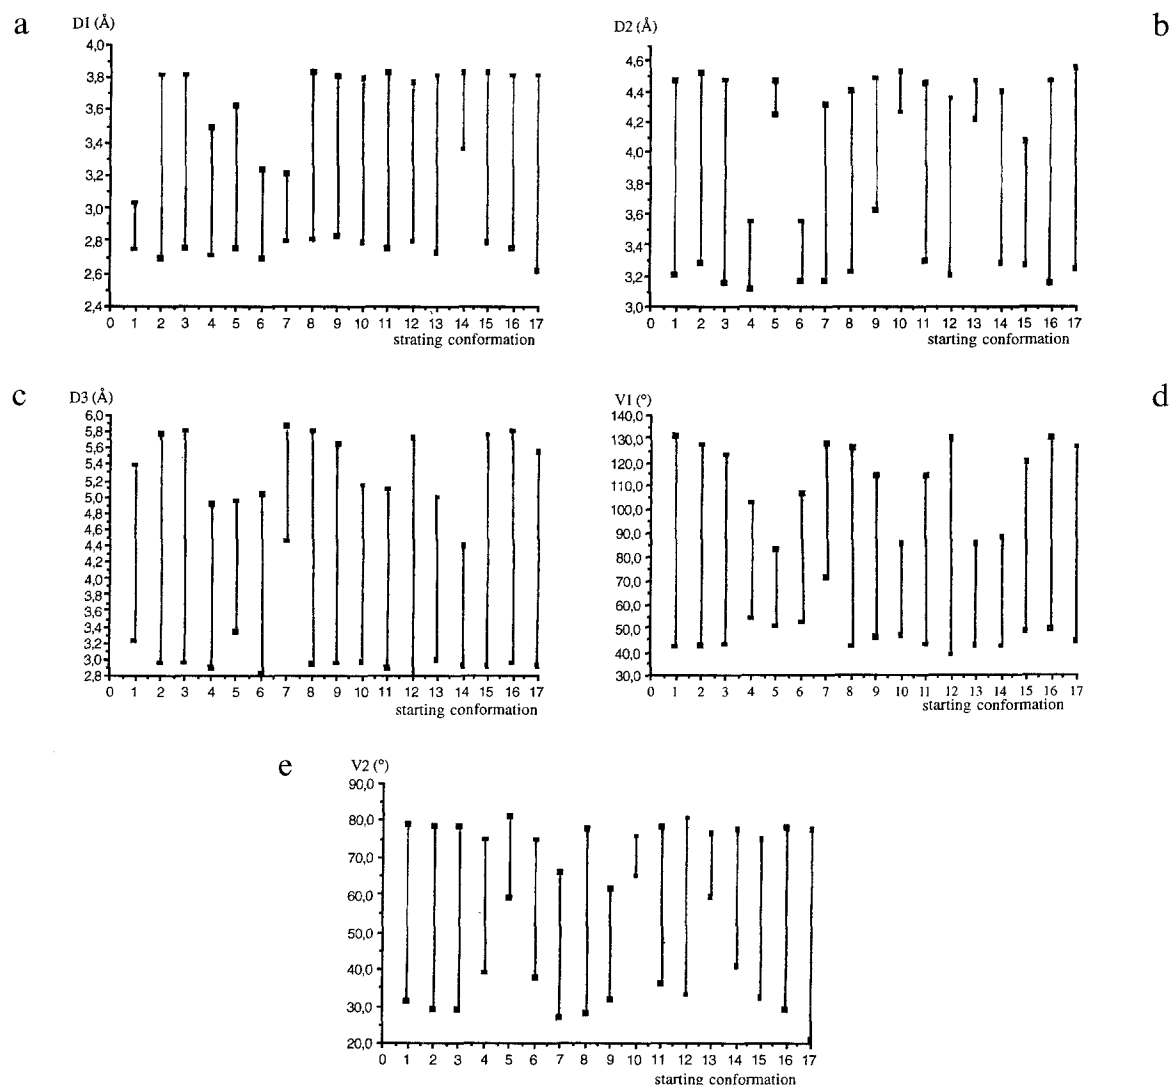 a
D1 (Å)
4,0
3,8
3,6
3,4
3,2
3,0
2,8
2,6
2,4
0 1 2 3 4 5 6 7 8 9 10 11 12 13 14 15 16 17
strating conformation
b
D2 (Å)
4,6
4,4
4,2
4,0
3,8
3,6
3,4
3,2
3,0
0 1 2 3 4 5 6 7 8 9 10 11 12 13 14 15 16 17
starting conformation
c
D3 (Å)
6,0
5,8
5,6
5,4
5,2
5,0
4,8
4,6
4,4
4,2
4,0
3,8
3,6
3,4
3,2
3,0
2,8
0 1 2 3 4 5 6 7 8 9 10 11 12 13 14 15 16 17
starting conformation
d
V1 (°)
140,0
130,0
120,0
110,0
100,0
90,0
80,0
70,0
60,0
50,0
40,0
30,0
0 1 2 3 4 5 6 7 8 9 10 11 12 13 14 15 16 17
starting conformation
e
V2 (°)
90,0
80,0
70,0
60,0
50,0
40,0
30,0
20,0
0 1 2 3 4 5 6 7 8 9 10 11 12 13 14 15 16 17
starting conformation